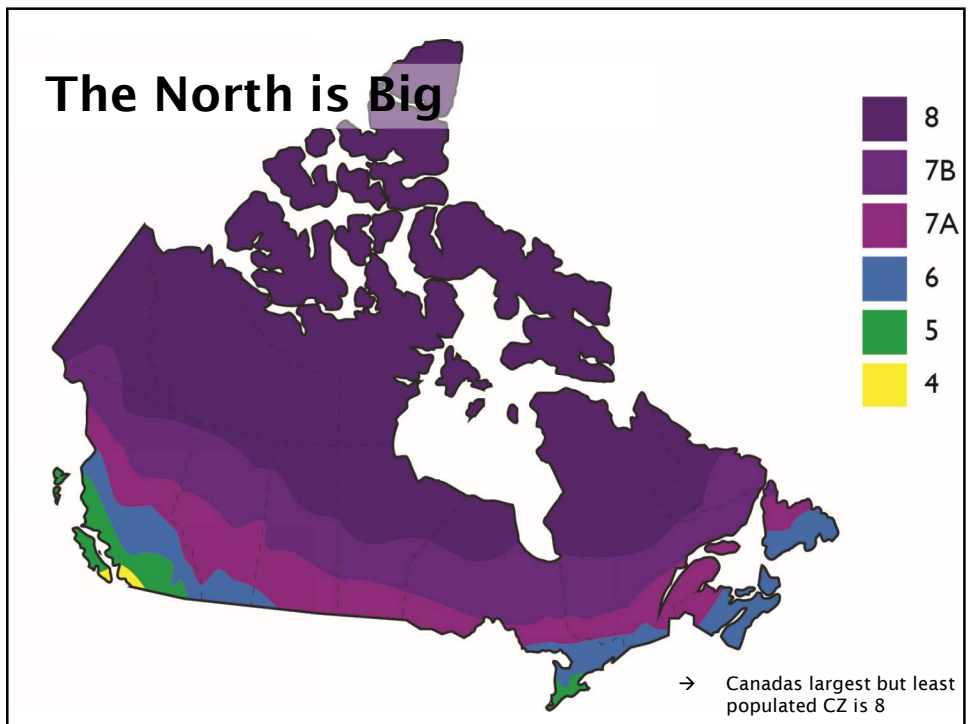 The North is Big
8
7B
7A
6
5
4
→ Canadas largest but least
populated CZ is 8